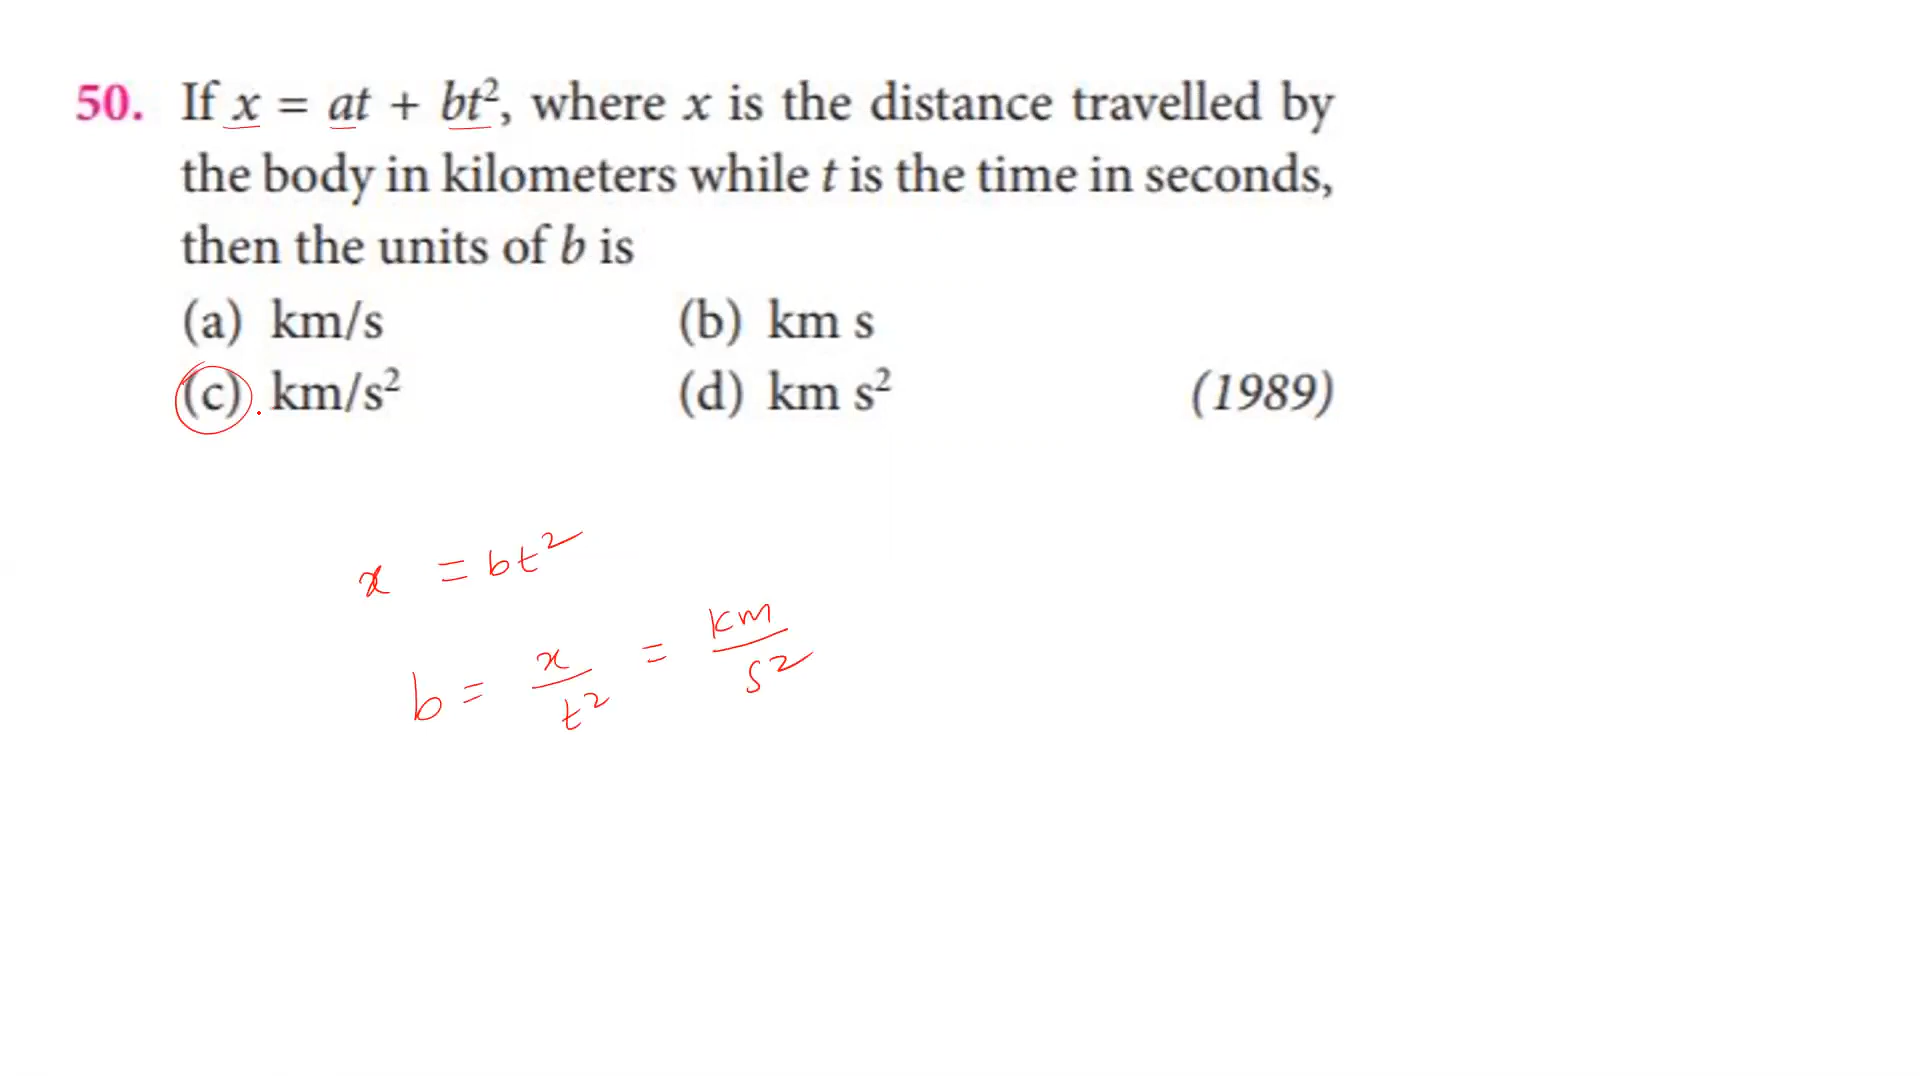 50. If x = at + bt², where x is the distance travelled by
the body in kilometers while t is the time in seconds,
then the units of b is
(a) km/s (b) km s
(c) km/s² (d) km s² (1989)
x = bt²
b = x/t² = km/s²